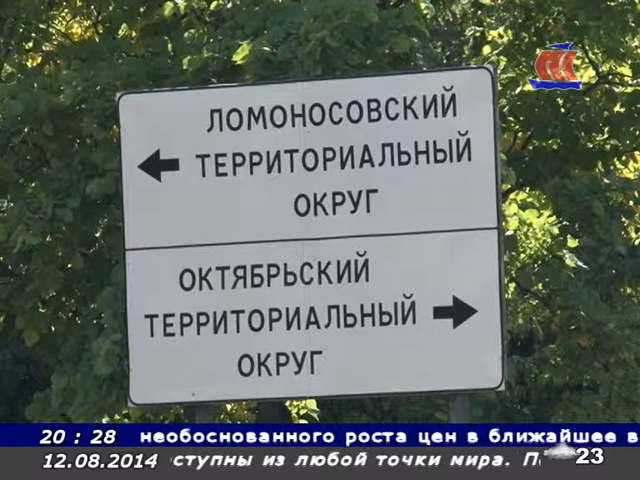 ЛОМОНОСОВСКИЙ
ТЕРРИТОРИАЛЬНЫЙ
ОКРУГ
ОКТЯБРЬСКИЙ
ТЕРРИТОРИАЛЬНЫЙ
ОКРУГ
20 : 28 необоснованного роста цен в ближайшее в
12.08.2014 ступны из любой точки мира. 23